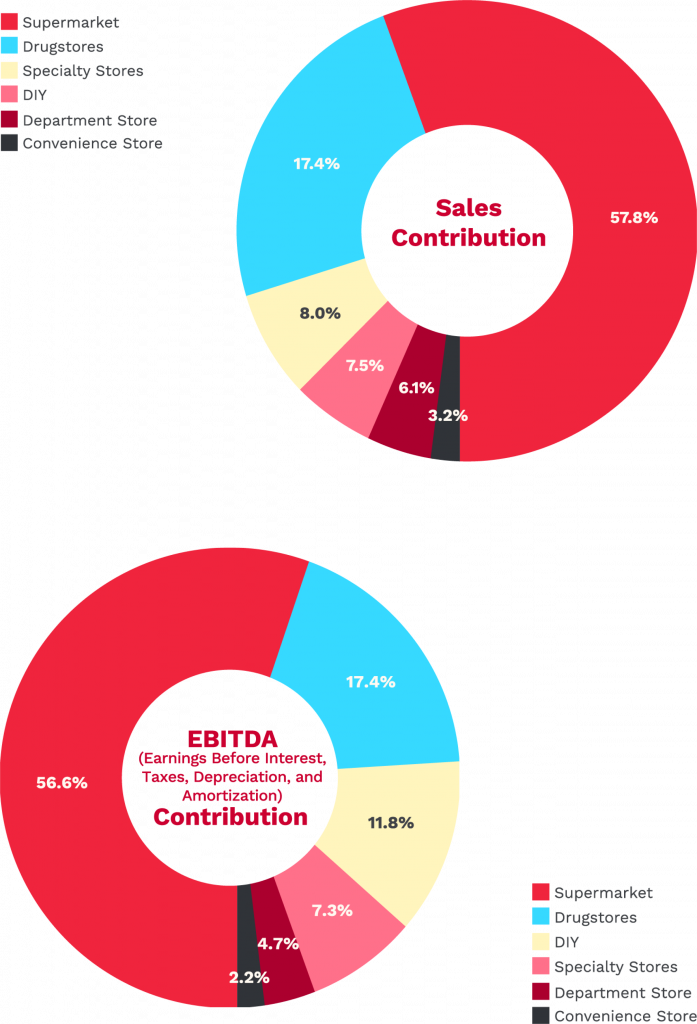 Supermarket
Drugstores
Specialty Stores
DIY
Department Store
Convenience Store
17.4%
57.8%
Sales
Contribution
8.0%
7.5%
6.1%
3.2%
17.4%
EBITDA
(Earnings Before Interest,
Taxes, Depreciation, and
Amortization)
Contribution
56.6%
11.8%
7.3%
4.7%
2.2%
Supermarket
Drugstores
DIY
Specialty Stores
Department Store
Convenience Store